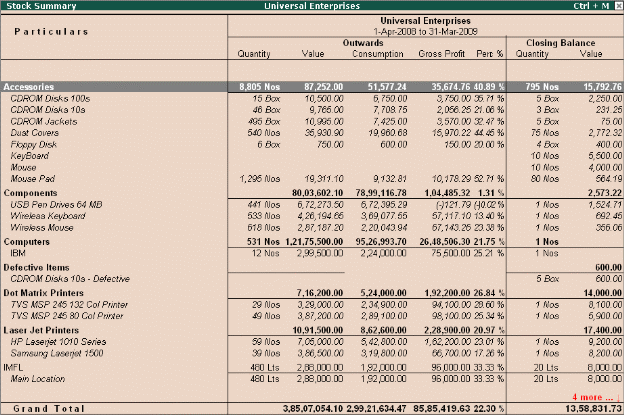 Stock Summary Universal Enterprises Ctrl + M
Universal Enterprises
Particulars 1-Apr-2008 to 31-Mar-2009
Outwards Closing Balance
Quantity Value Consumption Gross Profit Perc % Quantity Value
Accessories 8,805 Nos 87,252.00 51,577.24 35,674.76 40.89 % 795 Nos 15,792.76
CDROM Disks 100s 15 Box 10,500.00 6,750.00 3,750.00 35.71 % 5 Box 2,250.00
CDROM Disks 10s 46 Box 9,765.00 7,708.75 2,056.25 21.06 % 3 Box 231.25
CDROM Jackets 495 Box 10,995.00 7,425.00 3,570.00 32.47 % 5 Box 75.00
Dust Covers 540 Nos 35,930.90 19,960.68 15,970.22 44.45 % 75 Nos 2,772.32
Floppy Disk 6 Box 750.00 600.00 150.00 20.00 % 4 Box 400.00
KeyBoard 10 Nos 5,500.00
Mouse 10 Nos 4,000.00
Mouse Pad 1,295 Nos 19,311.10 9,132.81 10,178.29 52.71 % 80 Nos 564.19
Components 80,03,602.10 78,99,116.78 1,04,485.32 1.31 % 2,573.22
USB Pen Drives 64 MB 441 Nos 6,72,273.50 6,72,395.29 (-)121.79 (-)0.02 % 1 Nos 1,524.71
Wireless Keyboard 533 Nos 4,26,194.65 3,69,077.55 57,117.10 13.40 % 1 Nos 692.45
Wireless Mouse 618 Nos 2,87,187.20 2,20,043.94 67,143.26 23.38 % 1 Nos 356.06
Computers 531 Nos 1,21,75,500.00 95,26,993.70 26,48,506.30 21.75 % 1 Nos
IBM 12 Nos 2,99,500.00 2,24,000.00 75,500.00 25.21 % 1 Nos
Defective Items 600.00
CDROM Disks 10s - Defective 5 Box 600.00
Dot Matrix Printers 7,16,200.00 5,24,000.00 1,92,200.00 26.84 % 14,000.00
TVS MSP 245 132 Col Printer 29 Nos 3,29,000.00 2,34,900.00 94,100.00 28.60 % 1 Nos 8,100.00
TVS MSP 245 80 Col Printer 49 Nos 3,87,200.00 2,89,100.00 98,100.00 25.34 % 1 Nos 5,900.00
Laser Jet Printers 10,91,500.00 8,62,600.00 2,28,900.00 20.97 % 17,400.00
HP Laserjet 1010 Series 59 Nos 7,05,000.00 5,42,800.00 1,62,200.00 23.01 % 1 Nos 9,200.00
Samsung Laserjet 1500 39 Nos 3,86,500.00 3,19,800.00 66,700.00 17.26 % 1 Nos 8,200.00
IMFL 480 Lts 2,88,000.00 1,92,000.00 96,000.00 33.33 % 20 Lts 8,000.00
Main Location 480 Lts 2,88,000.00 1,92,000.00 96,000.00 33.33 % 20 Lts 8,000.00
4 more ... ↓
Grand Total 3,85,07,054.10 2,99,21,634.47 85,85,419.63 22.30 % 13,58,831.73